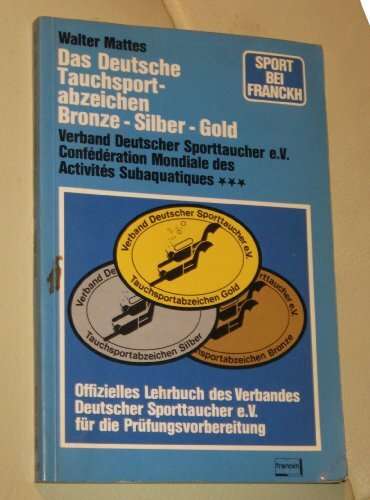 Walter Mattes
Das Deutsche
Tauchsport-
abzeichen
Bronze - Silber - Gold
Verband Deutscher Sporttaucher e.V.
Confédération Mondiale des
Activités Subaquatiques ★★★
SPORT
BEI
FRANCKH
Verband Deutscher Sporttaucher e.V.
Tauchsportabzeichen Gold
Verband De
Tauchsportabzeichen Silber
porttaucher e.V.
Tauchsportabzeichen Bronze
Offizielles Lehrbuch des Verbandes
Deutscher Sporttaucher e.V.
für die Prüfungsvorbereitung
franckh